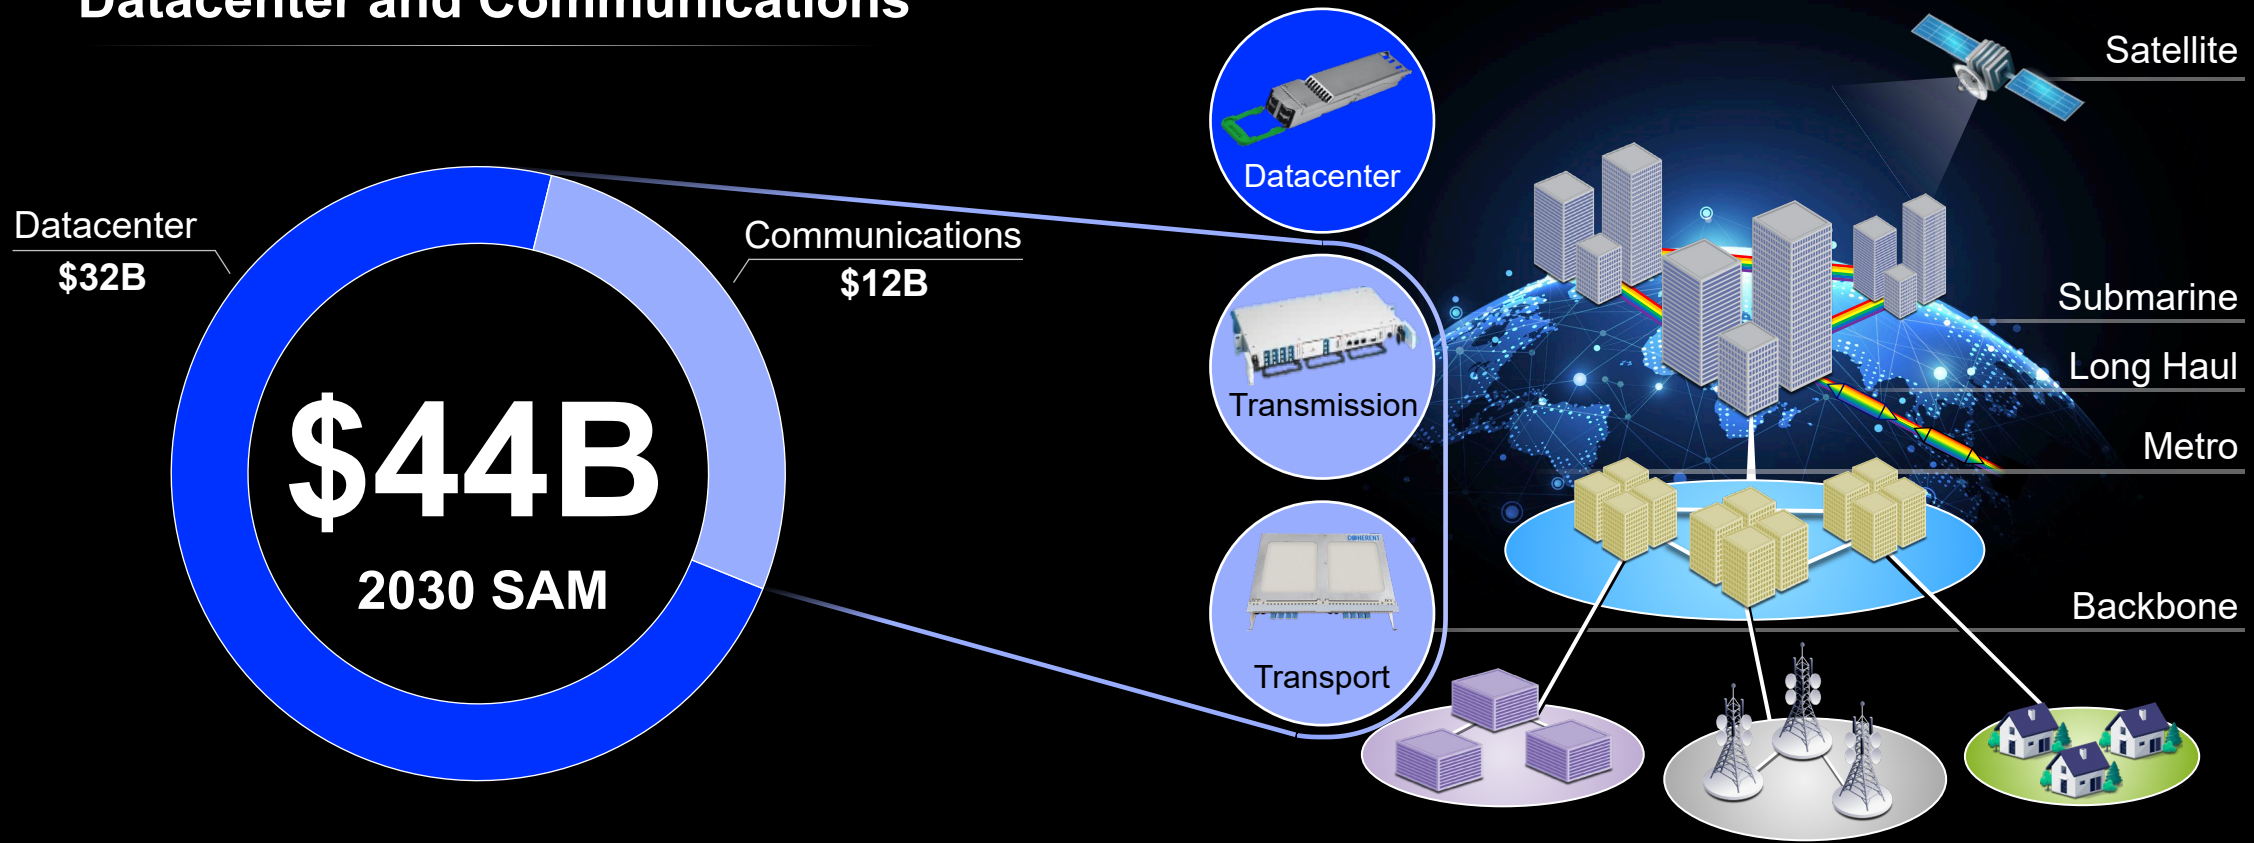 Datacenter and Communications
Datacenter
$32B
Communications
$12B
$44B
2030 SAM
Datacenter
Transmission
COHERENT
Transport
Satellite
Submarine
Long Haul
Metro
Backbone